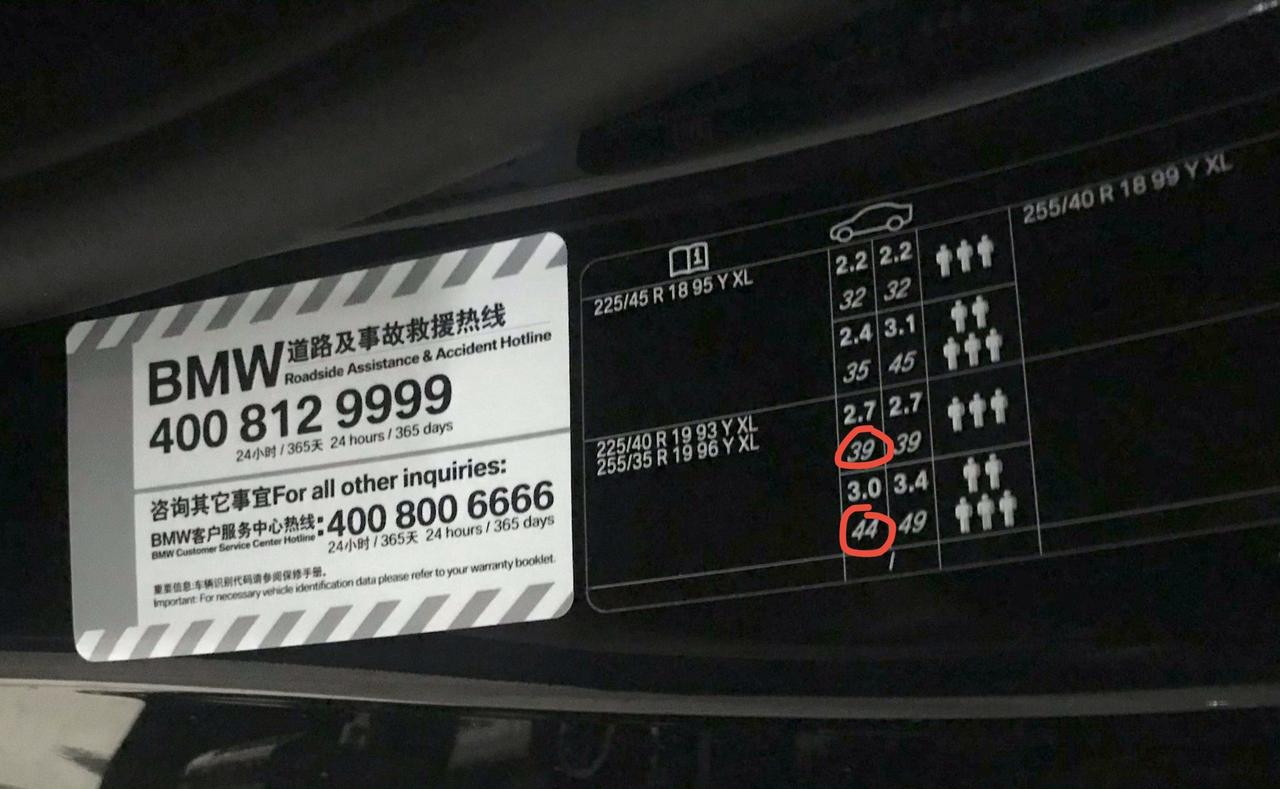 BMW道路及事故救援热线
Roadside Assistance & Accident Hotline
400 812 9999
24小时 / 365天 24 hours / 365 days
咨询其它事宜For all other inquiries:
BMW客户服务中心热线:400 800 6666
BMW Customer Service Center Hotline
24小时 / 365天 24 hours / 365 days
重要信息:车辆识别代码请参阅保修手册。
Important: For necessary vehicle identification data please refer to your warranty booklet.
225/45 R 18 95 Y XL
2.2 2.2
32 32
2.4 3.1
35 45
225/40 R 19 93 Y XL
255/35 R 19 96 Y XL
2.7 2.7
39 39
3.0 3.4
44 49
255/40 R 18 99 Y XL